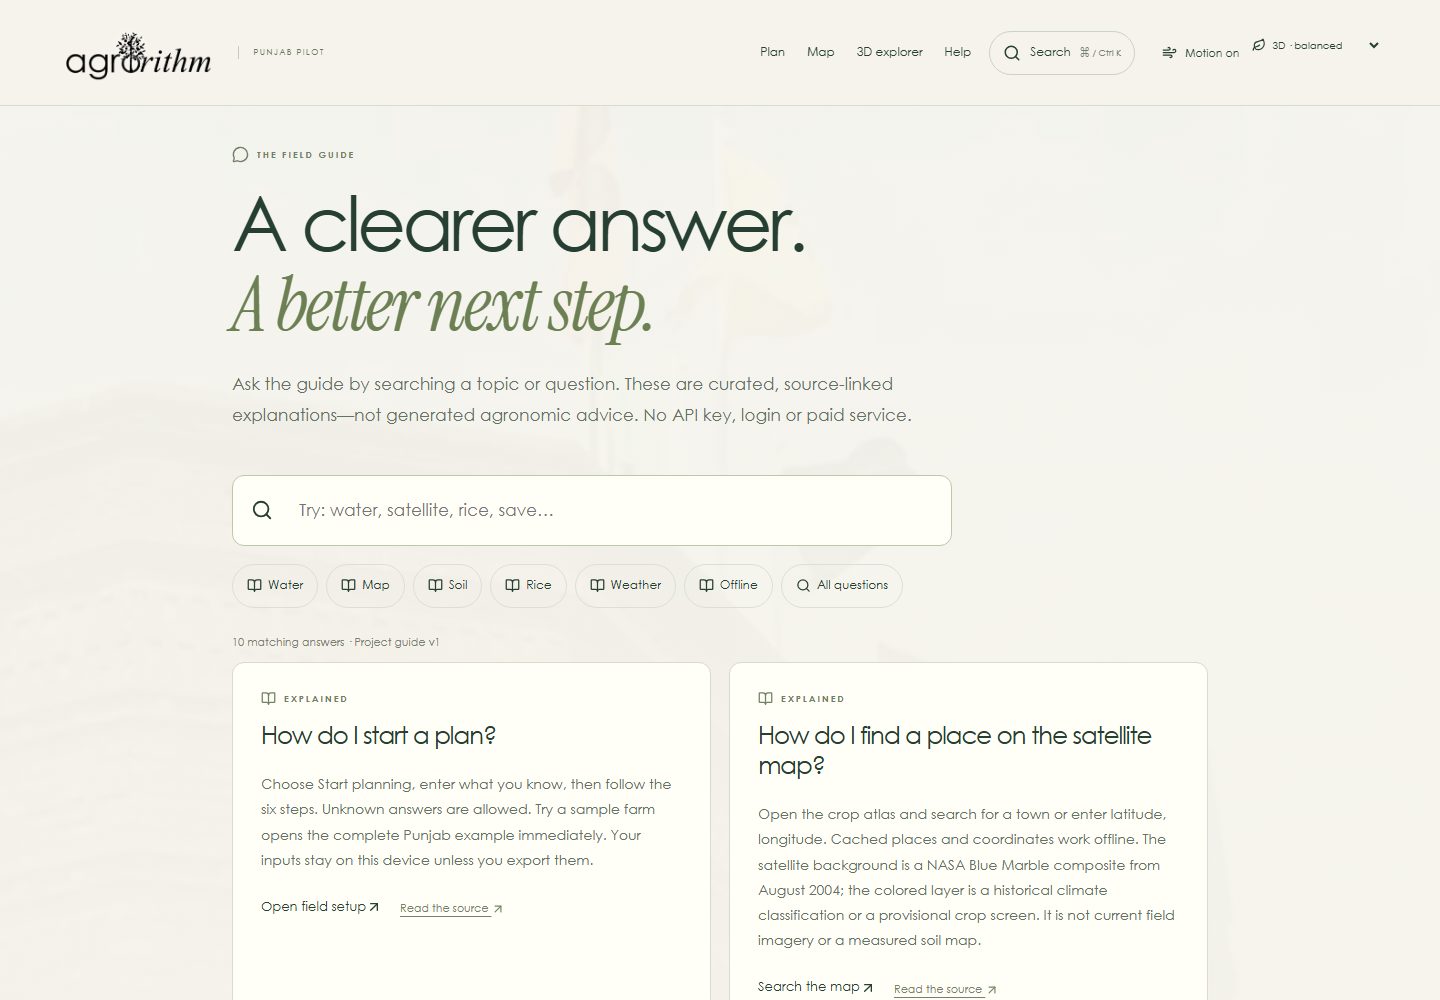 agrorithm
PUNJAB PILOT
Plan
Map
3D explorer
Help
Search ⌘ / Ctrl K
Motion on
3D · balanced
THE FIELD GUIDE
A clearer answer.
A better next step.
Ask the guide by searching a topic or question. These are curated, source-linked
explanations—not generated agronomic advice. No API key, login or paid service.
Try: water, satellite, rice, save…
Water
Map
Soil
Rice
Weather
Offline
All questions
10 matching answers · Project guide v1
EXPLAINED
How do I start a plan?
Choose Start planning, enter what you know, then follow the
six steps. Unknown answers are allowed. Try a sample farm
opens the complete Punjab example immediately. Your
inputs stay on this device unless you export them.
Open field setup
Read the source
EXPLAINED
How do I find a place on the satellite
map?
Open the crop atlas and search for a town or enter latitude,
longitude. Cached places and coordinates work offline. The
satellite background is a NASA Blue Marble composite from
August 2004; the colored layer is a historical climate
classification or a provisional crop screen. It is not current field
imagery or a measured soil map.
Search the map
Read the source